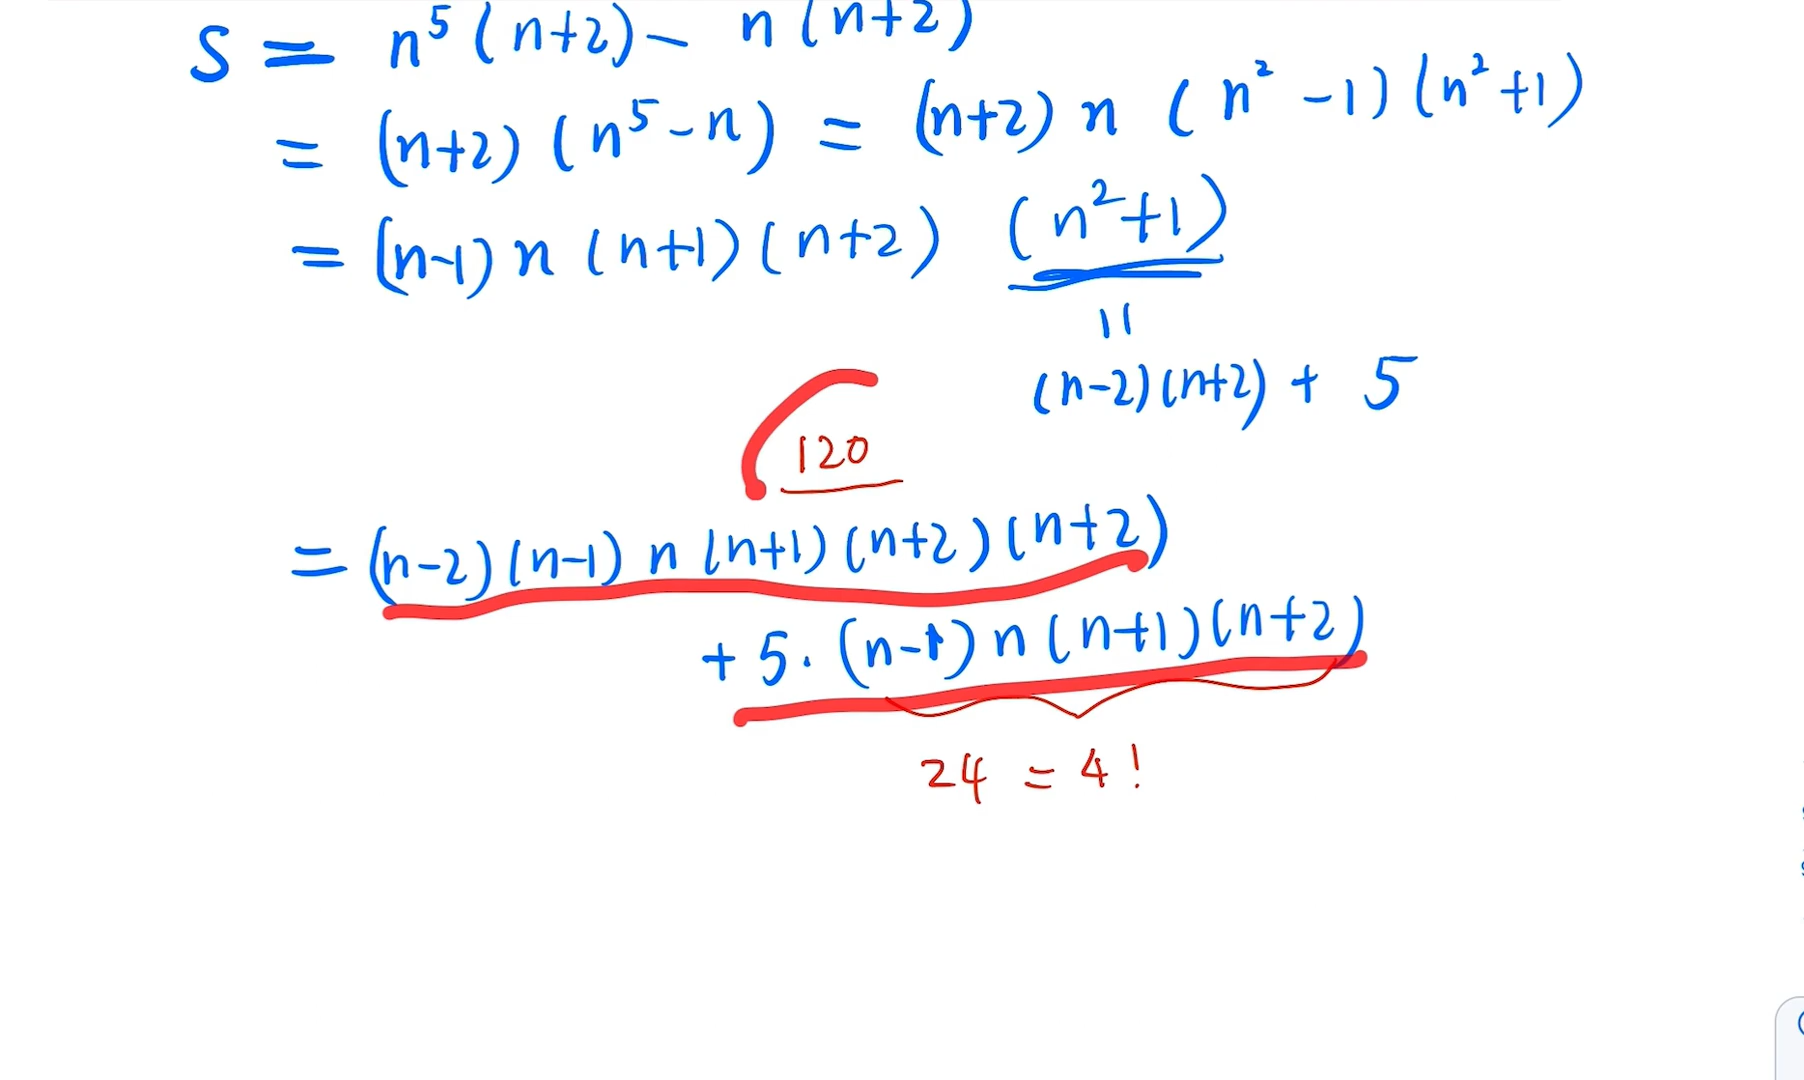 S = n⁵(n+2) - n(n+2)
= (n+2)(n⁵-n) = (n+2) n (n²-1)(n²+1)
= (n-1) n (n+1)(n+2) (n²+1)
=
(n-2)(n+2) + 5
120
= (n-2)(n-1) n (n+1)(n+2)(n+2)
+ 5·(n-1) n (n+1)(n+2)
24 = 4!